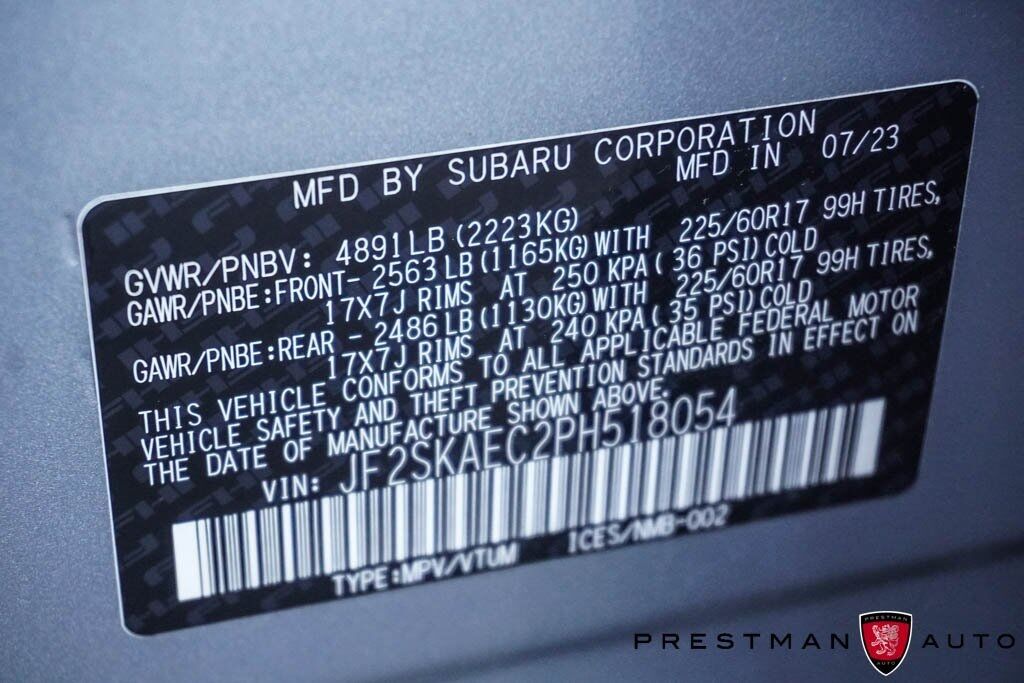 MFD BY SUBARU CORPORATION
MFD IN 07/23
GVWR/PNBV: 4891LB (2223KG)
GAWR/PNBE:FRONT- 2563LB (1165KG) WITH 225/60R17 99H TIRES,
17X7J RIMS AT 250 KPA( 36 PSI)COLD
GAWR/PNBE:REAR - 2486LB (1130KG) WITH 225/60R17 99H TIRES,
17X7J RIMS AT 240 KPA( 35 PSI)COLD
THIS VEHICLE CONFORMS TO ALL APPLICABLE FEDERAL MOTOR
VEHICLE SAFETY AND THEFT PREVENTION STANDARDS IN EFFECT ON
THE DATE OF MANUFACTURE SHOWN ABOVE.
VIN: JF2SKAEC2PH518054
TYPE:MPV/VTUM ICES/NMB-002
PRESTMAN PRESTMAN AUTO AUTO